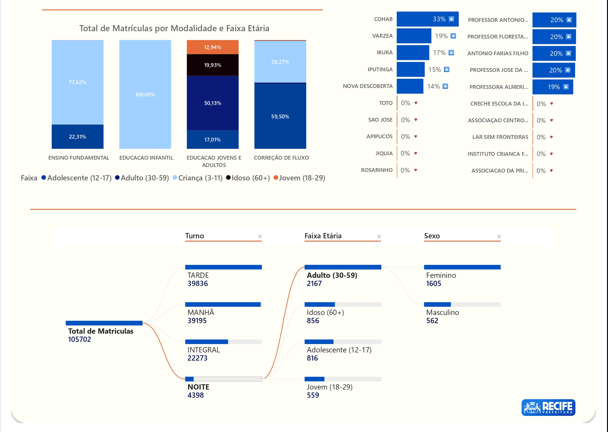 Total de Matriculas por Modalidade e Faixa Etária
77,62%
22,31%
100,00%
12,94%
19,93%
50,13%
17,01%
38,27%
59,50%
ENSINO FUNDAMENTAL
EDUCACAO INFANTIL
EDUCACAO JOVENS E
ADULTOS
CORREÇÃO DE FLUXO
Faixa Adolescente (12-17) Adulto (30-59) Criança (3-11) Idoso (60+) Jovem (18-29)
COHAB 33%
VARZEA 19%
IBURA 17%
IPUTINGA 15%
NOVA DESCOBERTA 14%
TOTO 0%
SAO JOSE 0%
APIPUCOS 0%
JIQUIA 0%
ROSARINHO 0%
PROFESSOR ANTONIO... 20%
PROFESSOR FLORESTA... 20%
ANTONIO FARIAS FILHO 20%
PROFESSOR JOSE DA ... 20%
PROFESSORA ALMERI... 19%
CRECHE ESCOLA DA I... 0%
ASSOCIAÇAO CENTRO... 0%
LAR SEM FRONTEIRAS 0%
INSTITUTO CRIANCA F... 0%
ASSOCIACAO DA PRI... 0%
Turno
Faixa Etária
Sexo
Total de Matrículas
105702
TARDE
39836
MANHÃ
39195
INTEGRAL
22273
NOITE
4398
Adulto (30-59)
2167
Idoso (60+)
856
Adolescente (12-17)
816
Jovem (18-29)
559
Feminino
1605
Masculino
562
RECIFE